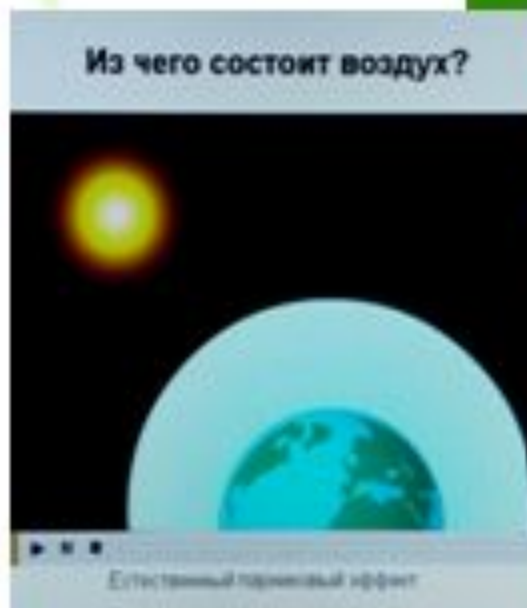 Из чего состоит воздух?
Естественный парниковый эффект